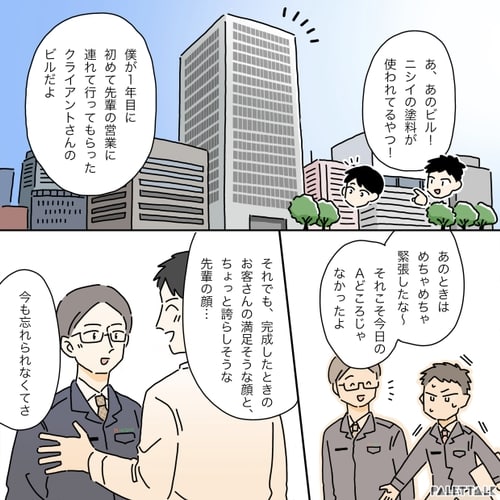 あ、あのビル！
ニシイの塗料が
使われてるやつ！
僕が1年目に
初めて先輩の営業に
連れて行ってもらった
クライアントさんの
ビルだよ
あのときは
めちゃめちゃ
緊張したな〜
それこそ今日の
Aどころじゃ
なかったよ
それでも、完成したときの
お客さんの満足そうな顔と、
ちょっと誇らしそうな
先輩の顔…
今も忘れられなくてさ
PALETTALK